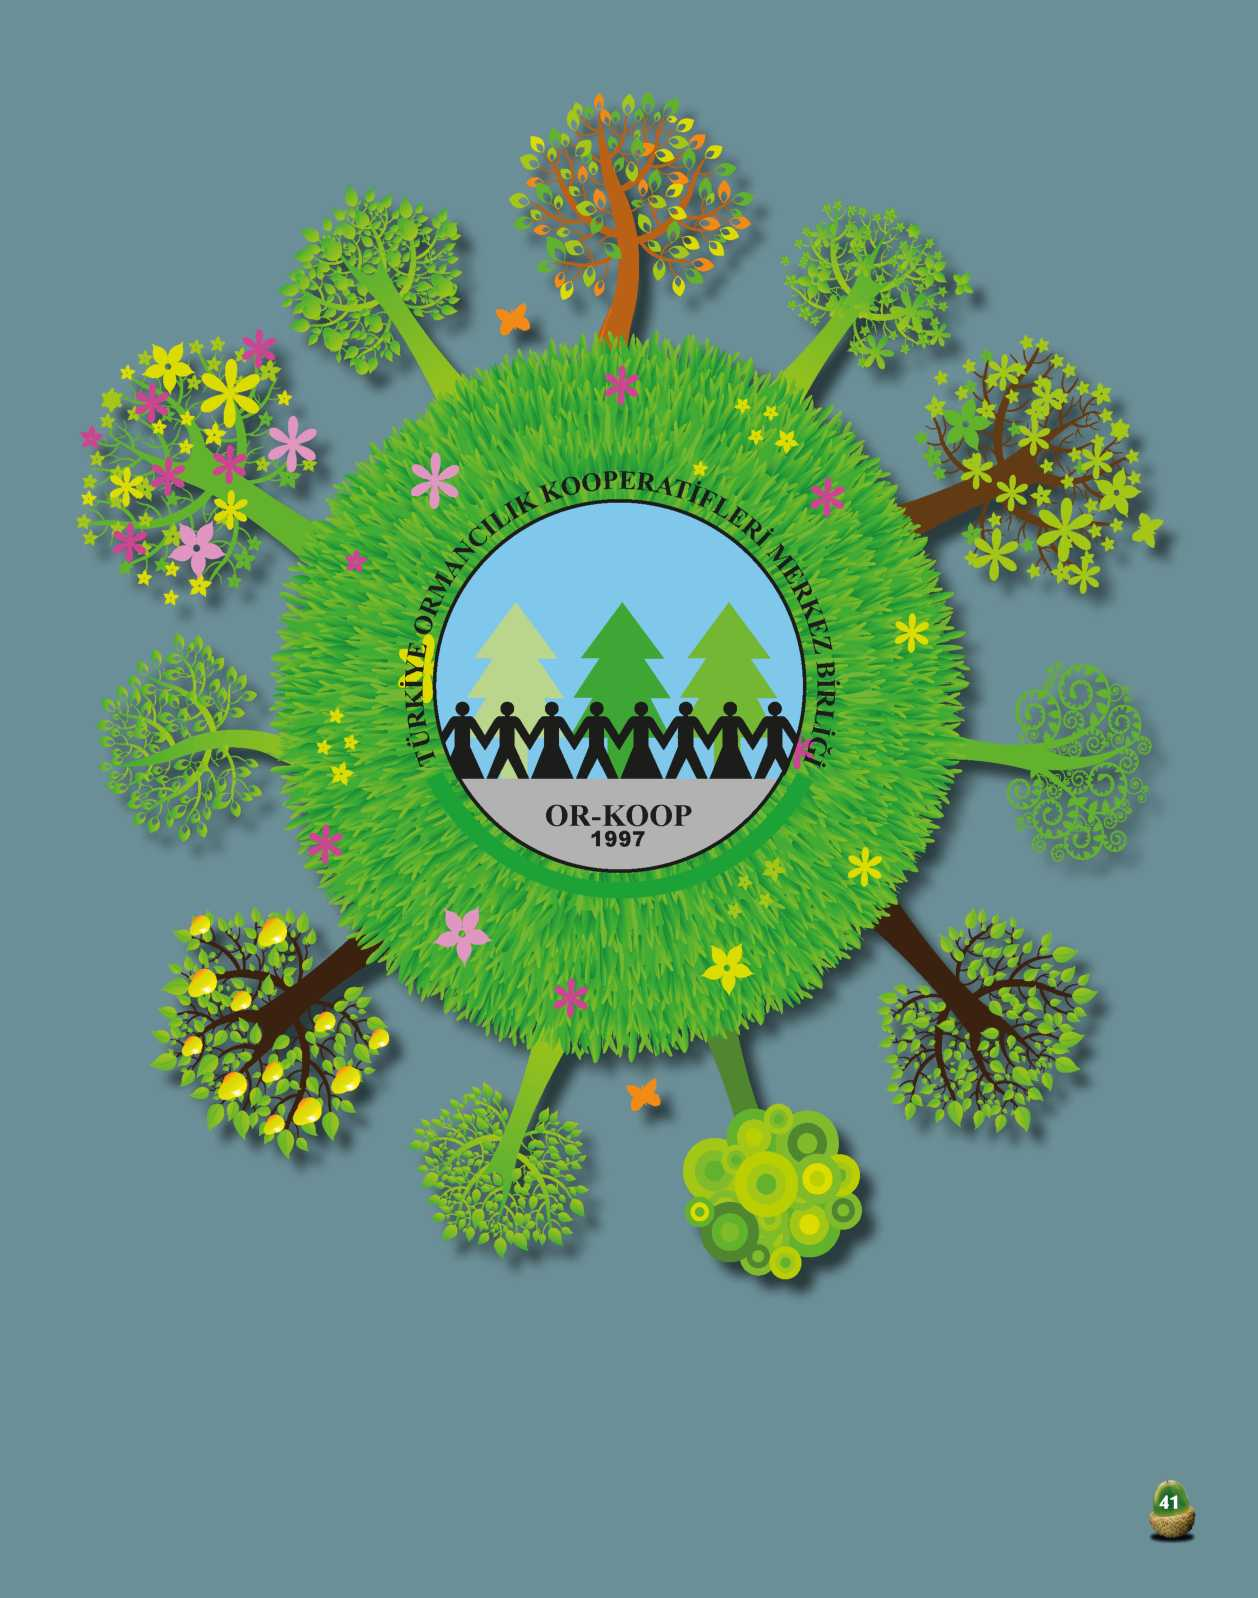 TÜRKİYE ORMANCILIK KOOPERATİFLERİ MERKEZ BİRLİĞİ
OR-KOOP
1997
41